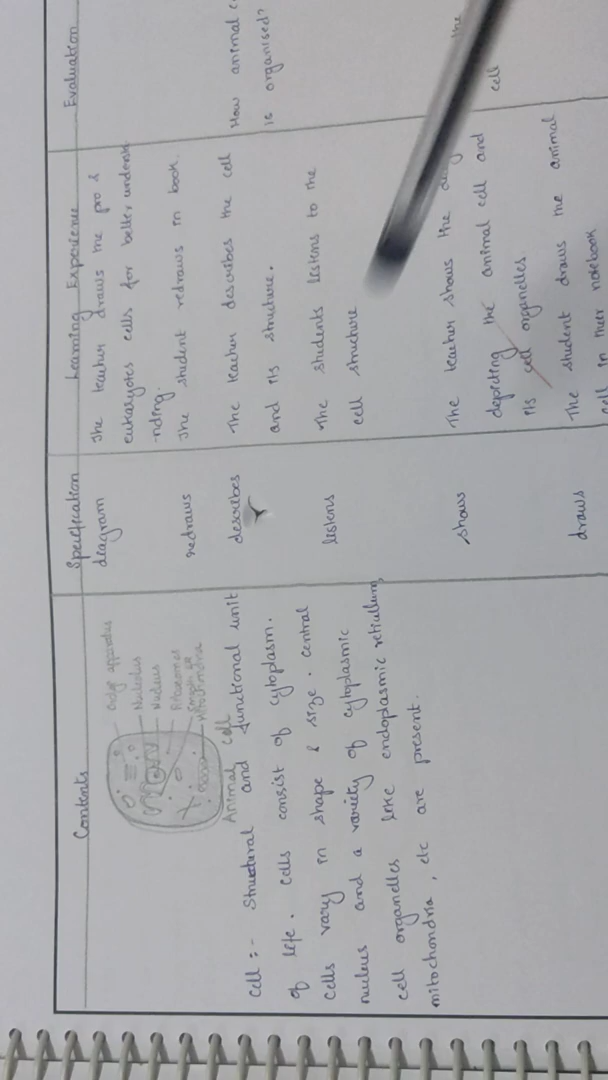 Contents
Golgi apparatus
Nucleolus
Nucleus
Ribosomes
Mitochondria
Animal cell
Cell :- Structural and functional unit
of life. Cells consist of cytoplasm.
Cells vary in shape & size. Central
nucleus and a variety of cytoplasmic
cell organelles like endoplasmic reticulum,
mitochondria, etc are present.
Specification
diagram
redraws
describes
listens
shows
draws
Learning Experience
The teacher draws the pro &
eukaryotes cells for better understa
-nding.
The student redraws in book.
The teacher describes the cell
and its structure.
The students listens to the
cell structure
The teacher shows the
depicting the animal cell and
its cell organelles.
The student draws the animal
cell in their notebook
Evaluation
How animal c
is organised?
the
cell